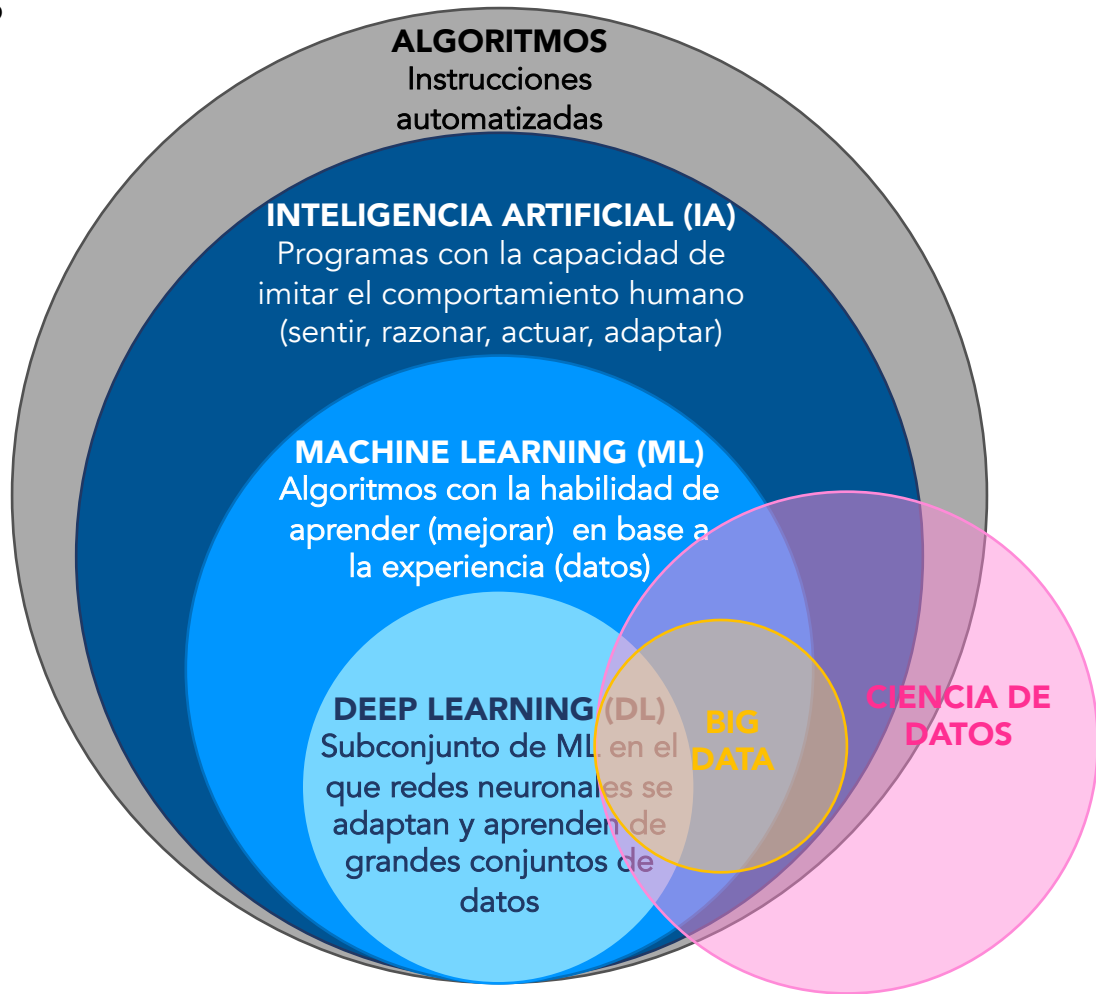 ALGORITMOS
Instrucciones
automatizadas
INTELIGENCIA ARTIFICIAL (IA)
Programas con la capacidad de
imitar el comportamiento humano
(sentir, razonar, actuar, adaptar)
MACHINE LEARNING (ML)
Algoritmos con la habilidad de
aprender (mejorar)  en base a
la experiencia (datos)
DEEP LEARNING (DL)
Subconjunto de ML en el
que redes neuronales se
adaptan y aprenden de
grandes conjuntos de
datos
BIG
DATA
CIENCIA DE
DATOS